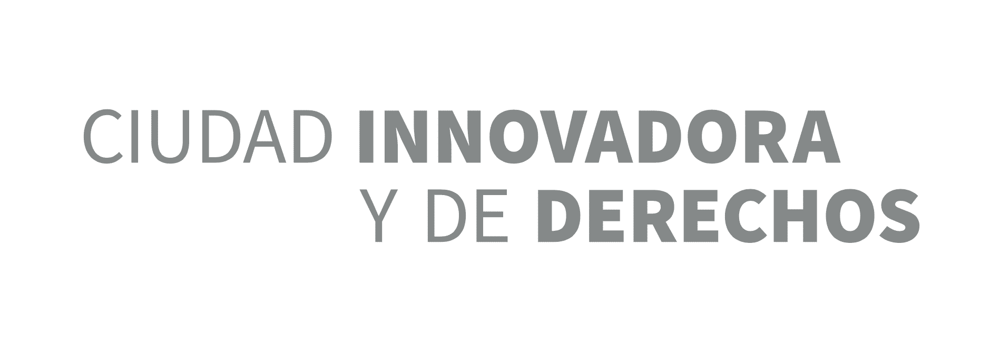 CIUDAD INNOVADORA
Y DE DERECHOS